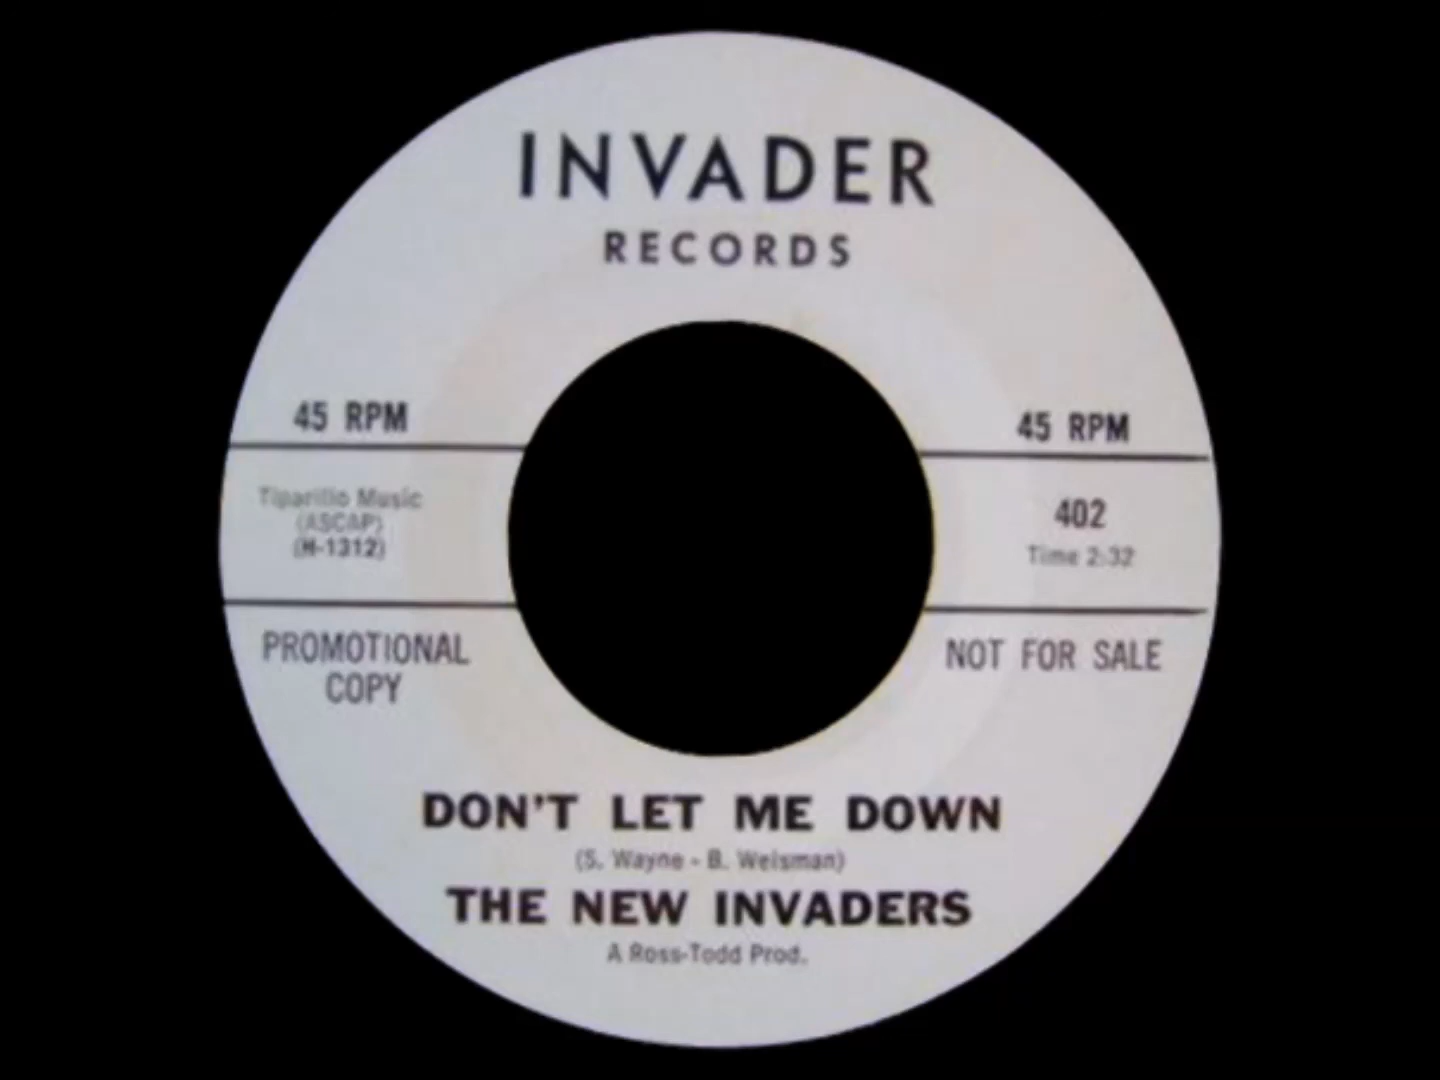 INVADER
RECORDS
45 RPM
45 RPM
Tiparillo Music
(ASCAP)
(H-1312)
402
Time 2:32
PROMOTIONAL
COPY
NOT FOR SALE
DON'T LET ME DOWN
(S. Wayne - B. Weisman)
THE NEW INVADERS
A Ross-Todd Prod.